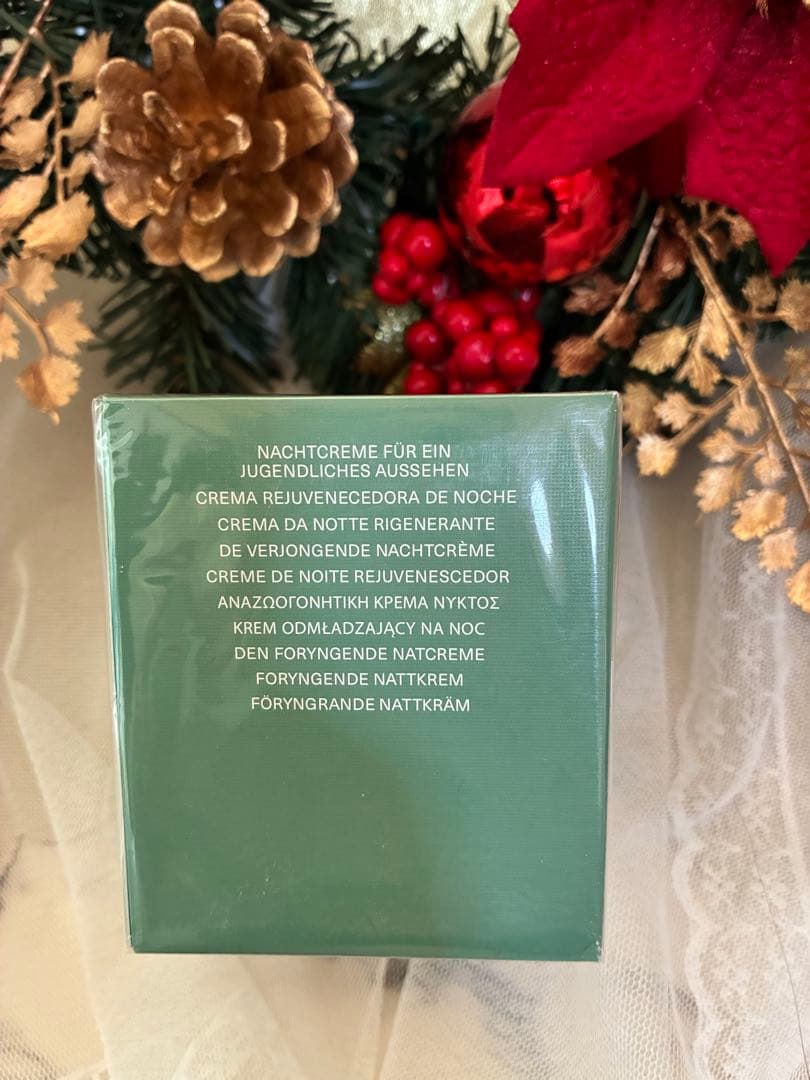 NACHTCREME FÜR EIN
JUGENDLICHES AUSSEHEN
CREMA REJUVENECEDORA DE NOCHE
CREMA DA NOTTE RIGENERANTE
DE VERJONGENDE NACHTCRÈME
CREME DE NOITE REJUVENESCEDOR
ΑΝΑΖΩΟΓΟΝΗΤΙΚΗ ΚΡΕΜΑ ΝΥΚΤΟΣ
KREM ODMŁADZAJĄCY NA NOC
DEN FORYNGENDE NATCREME
FORYNGENDE NATTKREM
FÖRYNGRANDE NATTKRÄM